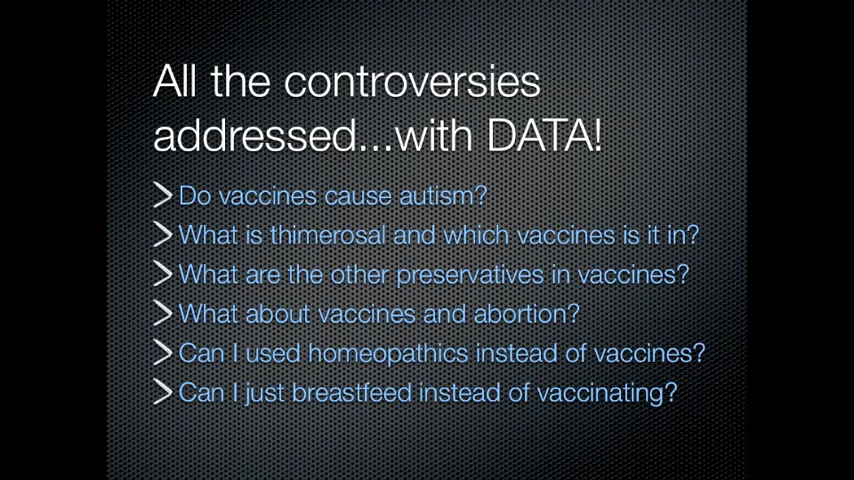 All the controversies
addressed...with DATA!
Do vaccines cause autism?
What is thimerosal and which vaccines is it in?
What are the other preservatives in vaccines?
What about vaccines and abortion?
Can I used homeopathics instead of vaccines?
Can I just breastfeed instead of vaccinating?